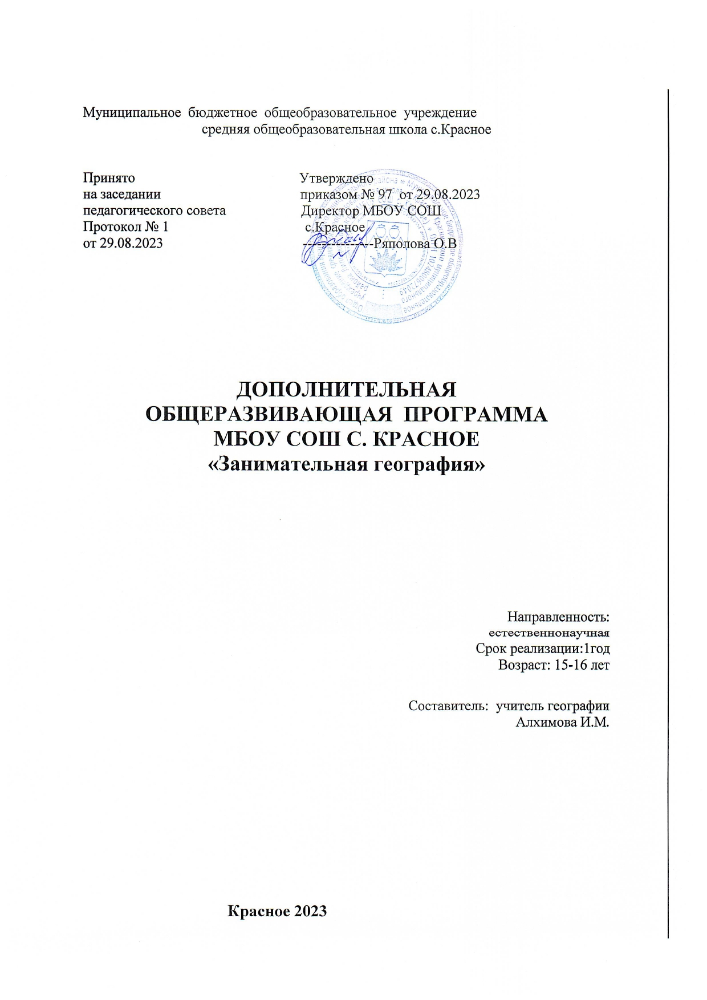 Муниципальное бюджетное общеобразовательное учреждение
средняя общеобразовательная школа с.Красное
Принято
на заседании
педагогического совета
Протокол № 1
от 29.08.2023
Утверждено
приказом № 97 от 29.08.2023
Директор МБОУ СОШ
с.Красное
---------------Ряполова О.В
ДОПОЛНИТЕЛЬНАЯ
ОБЩЕРАЗВИВАЮЩАЯ ПРОГРАММА
МБОУ СОШ С. КРАСНОЕ
«Занимательная география»
Направленность:
естественнонаучная
Срок реализации:1год
Возраст: 15-16 лет
Составитель: учитель географии
Алхимова И.М.
Красное 2023